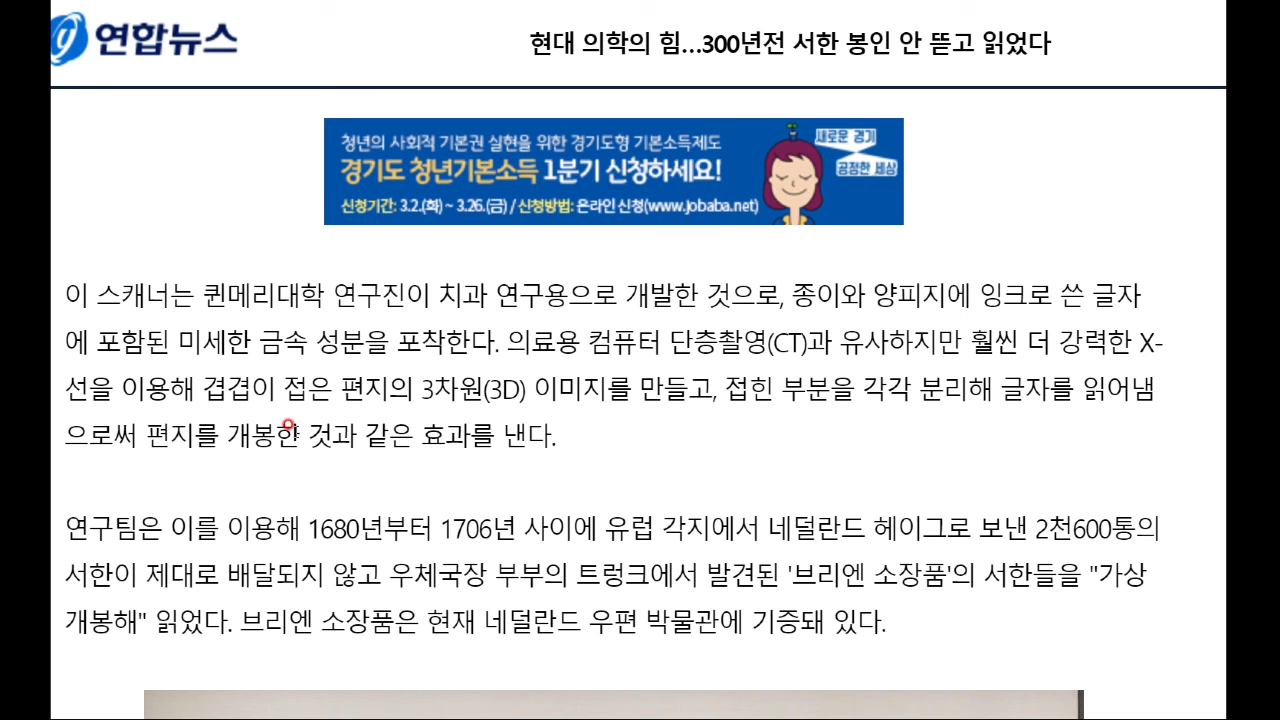 연합뉴스
현대 의학의 힘...300년전 서한 봉인 안 뜯고 읽었다
청년의 사회적 기본권 실현을 위한 경기도형 기본소득제도
새로운 경기
경기도 청년기본소득 1분기 신청하세요!
공정한 세상
신청기간: 3.2.(화) ~ 3.26.(금) / 신청방법: 온라인 신청(www.jobaba.net)
이 스캐너는 퀸메리대학 연구진이 치과 연구용으로 개발한 것으로, 종이와 양피지에 잉크로 쓴 글자
에 포함된 미세한 금속 성분을 포착한다. 의료용 컴퓨터 단층촬영(CT)과 유사하지만 훨씬 더 강력한 X-
선을 이용해 겹겹이 접은 편지의 3차원(3D) 이미지를 만들고, 접힌 부분을 각각 분리해 글자를 읽어냄
으로써 편지를 개봉한 것과 같은 효과를 낸다.
연구팀은 이를 이용해 1680년부터 1706년 사이에 유럽 각지에서 네덜란드 헤이그로 보낸 2천600통의
서한이 제대로 배달되지 않고 우체국장 부부의 트렁크에서 발견된 '브리엔 소장품'의 서한들을 "가상
개봉해" 읽었다. 브리엔 소장품은 현재 네덜란드 우편 박물관에 기증돼 있다.